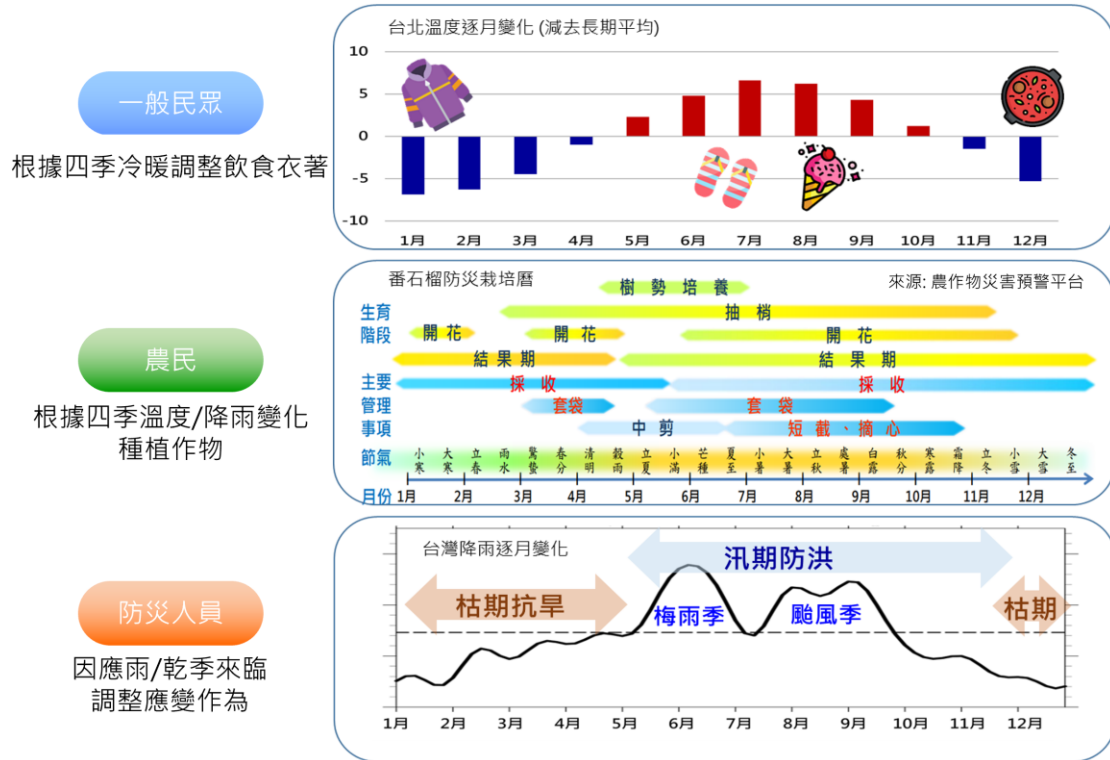 一般民眾
根據四季冷暖調整飲食衣著
台北溫度逐月變化 (減去長期平均)
10
5
0
-5
-10
1月 2月 3月 4月 5月 6月 7月 8月 9月 10月 11月 12月
農民
根據四季溫度/降雨變化
種植作物
番石榴防災栽培曆
來源: 農作物災害預警平台
樹勢培養
生育
抽梢
階段
開花 開花 開花
結果期 結果期
主要
採收 採收
管理
套袋 套袋
事項
中剪 短截、摘心
節氣
小寒 大寒 立春 雨水 驚蟄 春分 清明 穀雨 立夏 小滿 芒種 夏至 小暑 大暑 立秋 處暑 白露 秋分 寒露 霜降 立冬 小雪 大雪 冬至
月份
1月 2月 3月 4月 5月 6月 7月 8月 9月 10月 11月 12月
防災人員
因應雨/乾季來臨
調整應變作為
台灣降雨逐月變化
汛期防洪
枯期抗旱
梅雨季
颱風季
枯期
1月 2月 3月 4月 5月 6月 7月 8月 9月 10月 11月 12月